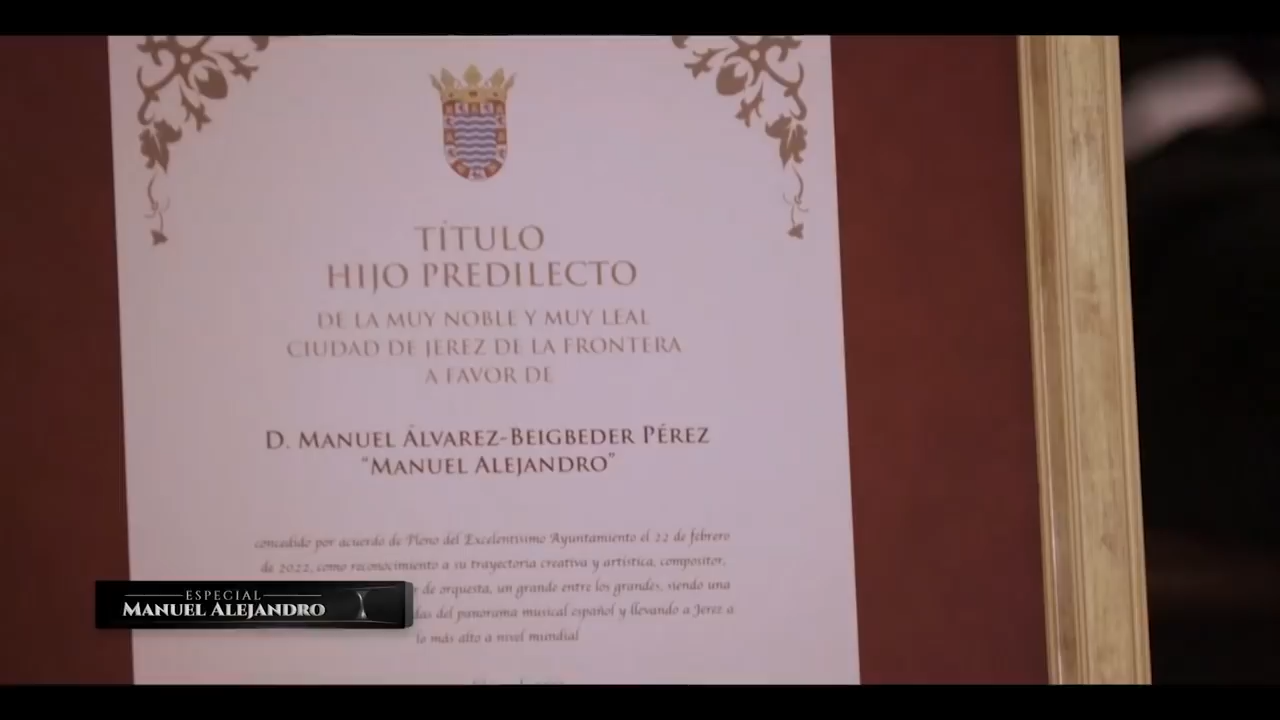 TÍTULO
HIJO PREDILECTO
DE LA MUY NOBLE Y MUY LEAL
CIUDAD DE JEREZ DE LA FRONTERA
A FAVOR DE
D. MANUEL ÁLVAREZ-BEIGBEDER PÉREZ
“MANUEL ALEJANDRO”
concedido por acuerdo de Pleno del Excelentísimo Ayuntamiento el 22 de febrero
de 2022, como reconocimiento a su trayectoria creativa y artística, compositor,
de orquesta, un grande entre los grandes, siendo una
del panorama musical español y llevando a Jerez a
lo más alto a nivel mundial
ESPECIAL
MANUEL ALEJANDRO